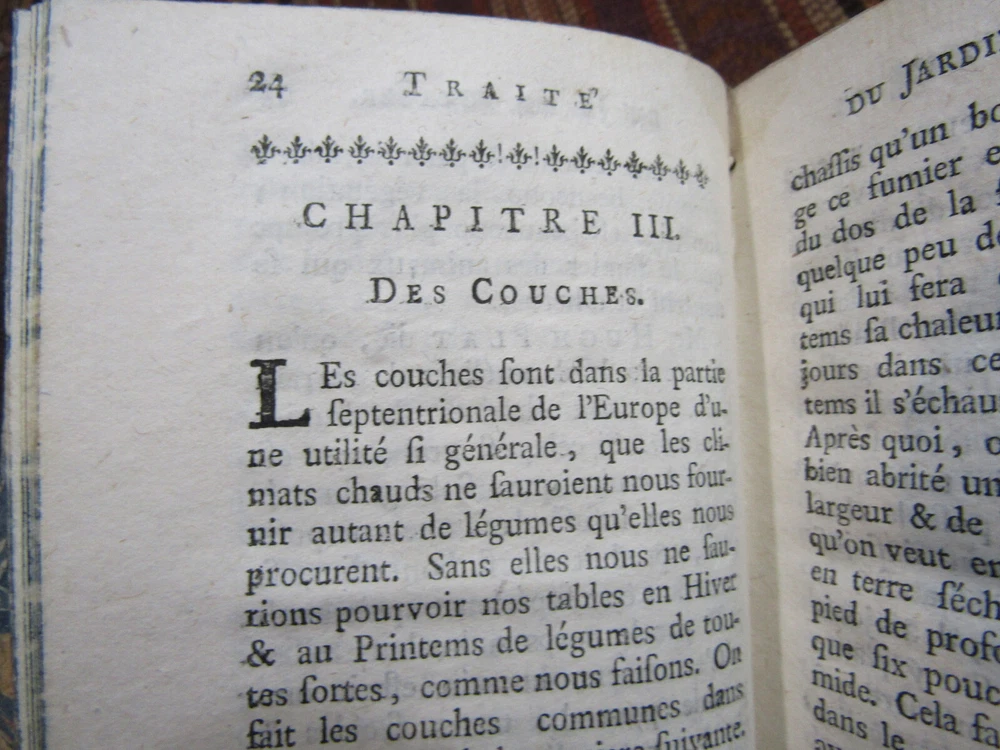 24 TRAITÉ
CHAPITRE III.
DES COUCHES.
LEs couches ſont dans la partie
ſeptentrionale de l'Europe d'u-
ne utilité ſi générale, que les cli-
mats chauds ne ſauroient nous four-
nir autant de légumes qu'elles nous
procurent. Sans elles nous ne ſau-
rions pourvoir nos tables en Hiver
& au Printems de légumes de tou-
tes ſortes, comme nous faiſons. On
fait les couches communes dans
ſuivante.
DU JARDI
chaſſis qu'un
ge ce fumier
du dos de la
quelque peu
qui lui fera
tems ſa chaleur
jours dans ce
tems il s'échau
Après quoi,
bien abrité un
largeur & de
qu'on veut en
en terre ſéch
pied de profo
que ſix pouc
mide. Cela fa
dans le